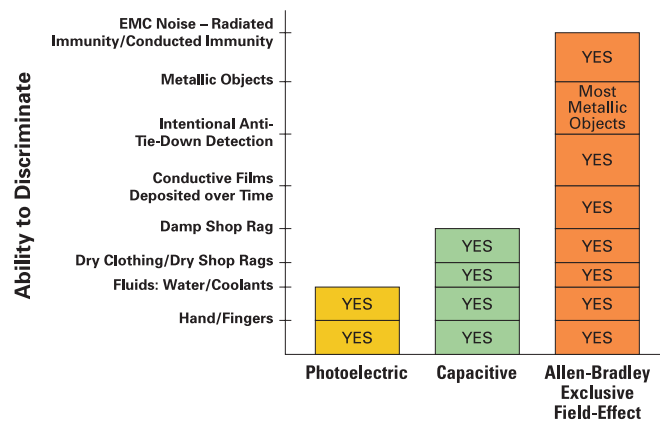 Ability to Discriminate
EMC Noise – Radiated
Immunity/Conducted Immunity
Metallic Objects
Intentional Anti-
Tie-Down Detection
Conductive Films
Deposited over Time
Damp Shop Rag
Dry Clothing/Dry Shop Rags
Fluids: Water/Coolants
Hand/Fingers
YES
YES
YES
YES
YES
YES
YES
Most
Metallic
Objects
YES
YES
YES
YES
YES
YES
Photoelectric
Capacitive
Allen-Bradley
Exclusive
Field-Effect